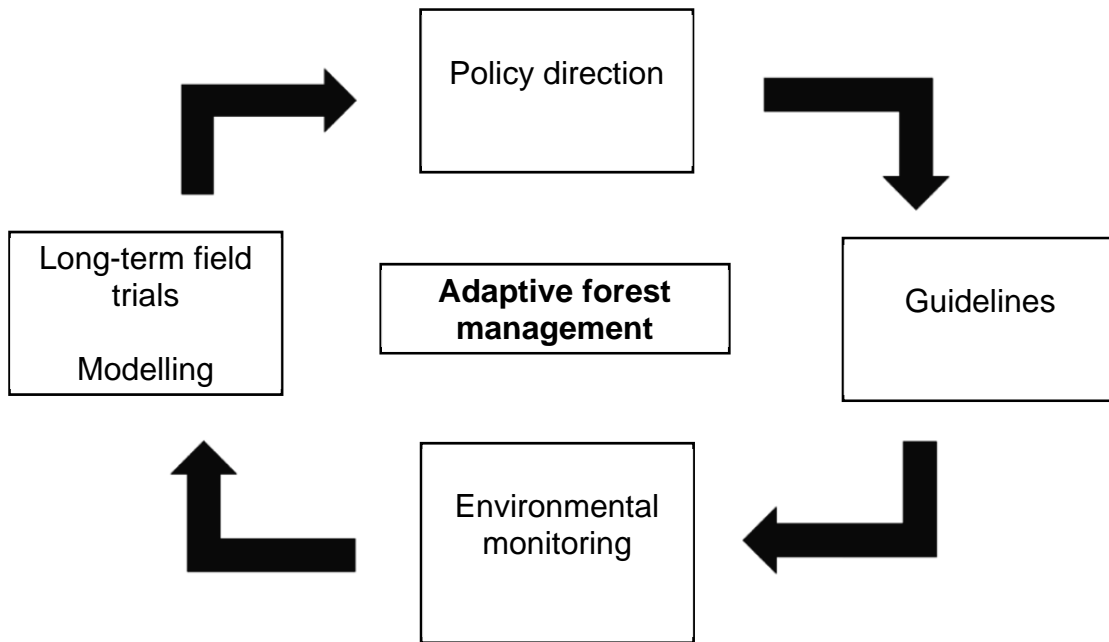 Policy direction
Long-term field
trials
Modelling
Adaptive forest
management
Guidelines
Environmental
monitoring